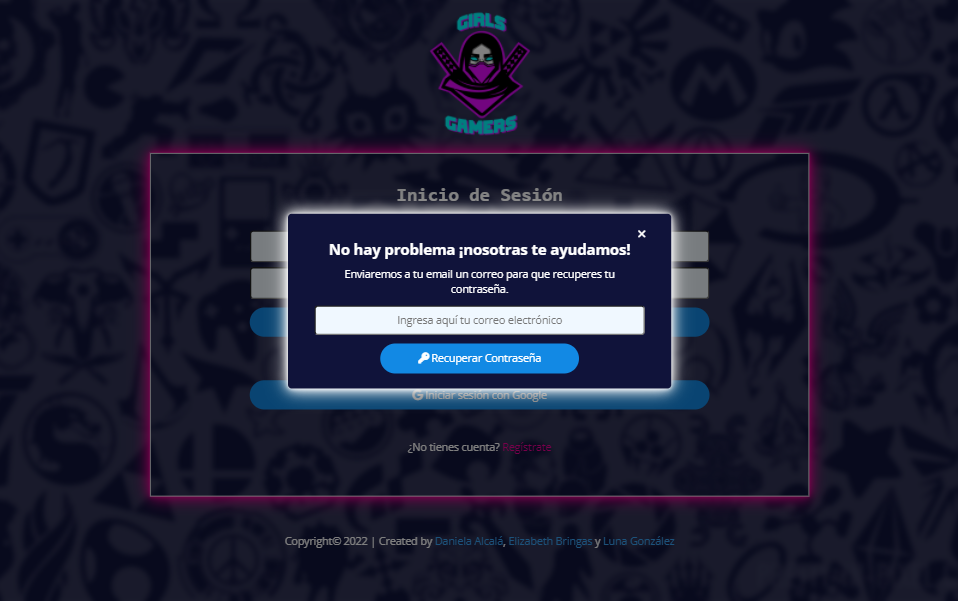 GIRLS
GAMERS
Inicio de Sesión
×
No hay problema ¡nosotras te ayudamos!
Enviaremos a tu email un correo para que recuperes tu
contraseña.
Ingresa aquí tu correo electrónico
Recuperar Contraseña
Iniciar sesión con Google
¿No tienes cuenta? Regístrate
Copyright© 2022 | Created by Daniela Alcalá, Elizabeth Bringas y Luna González